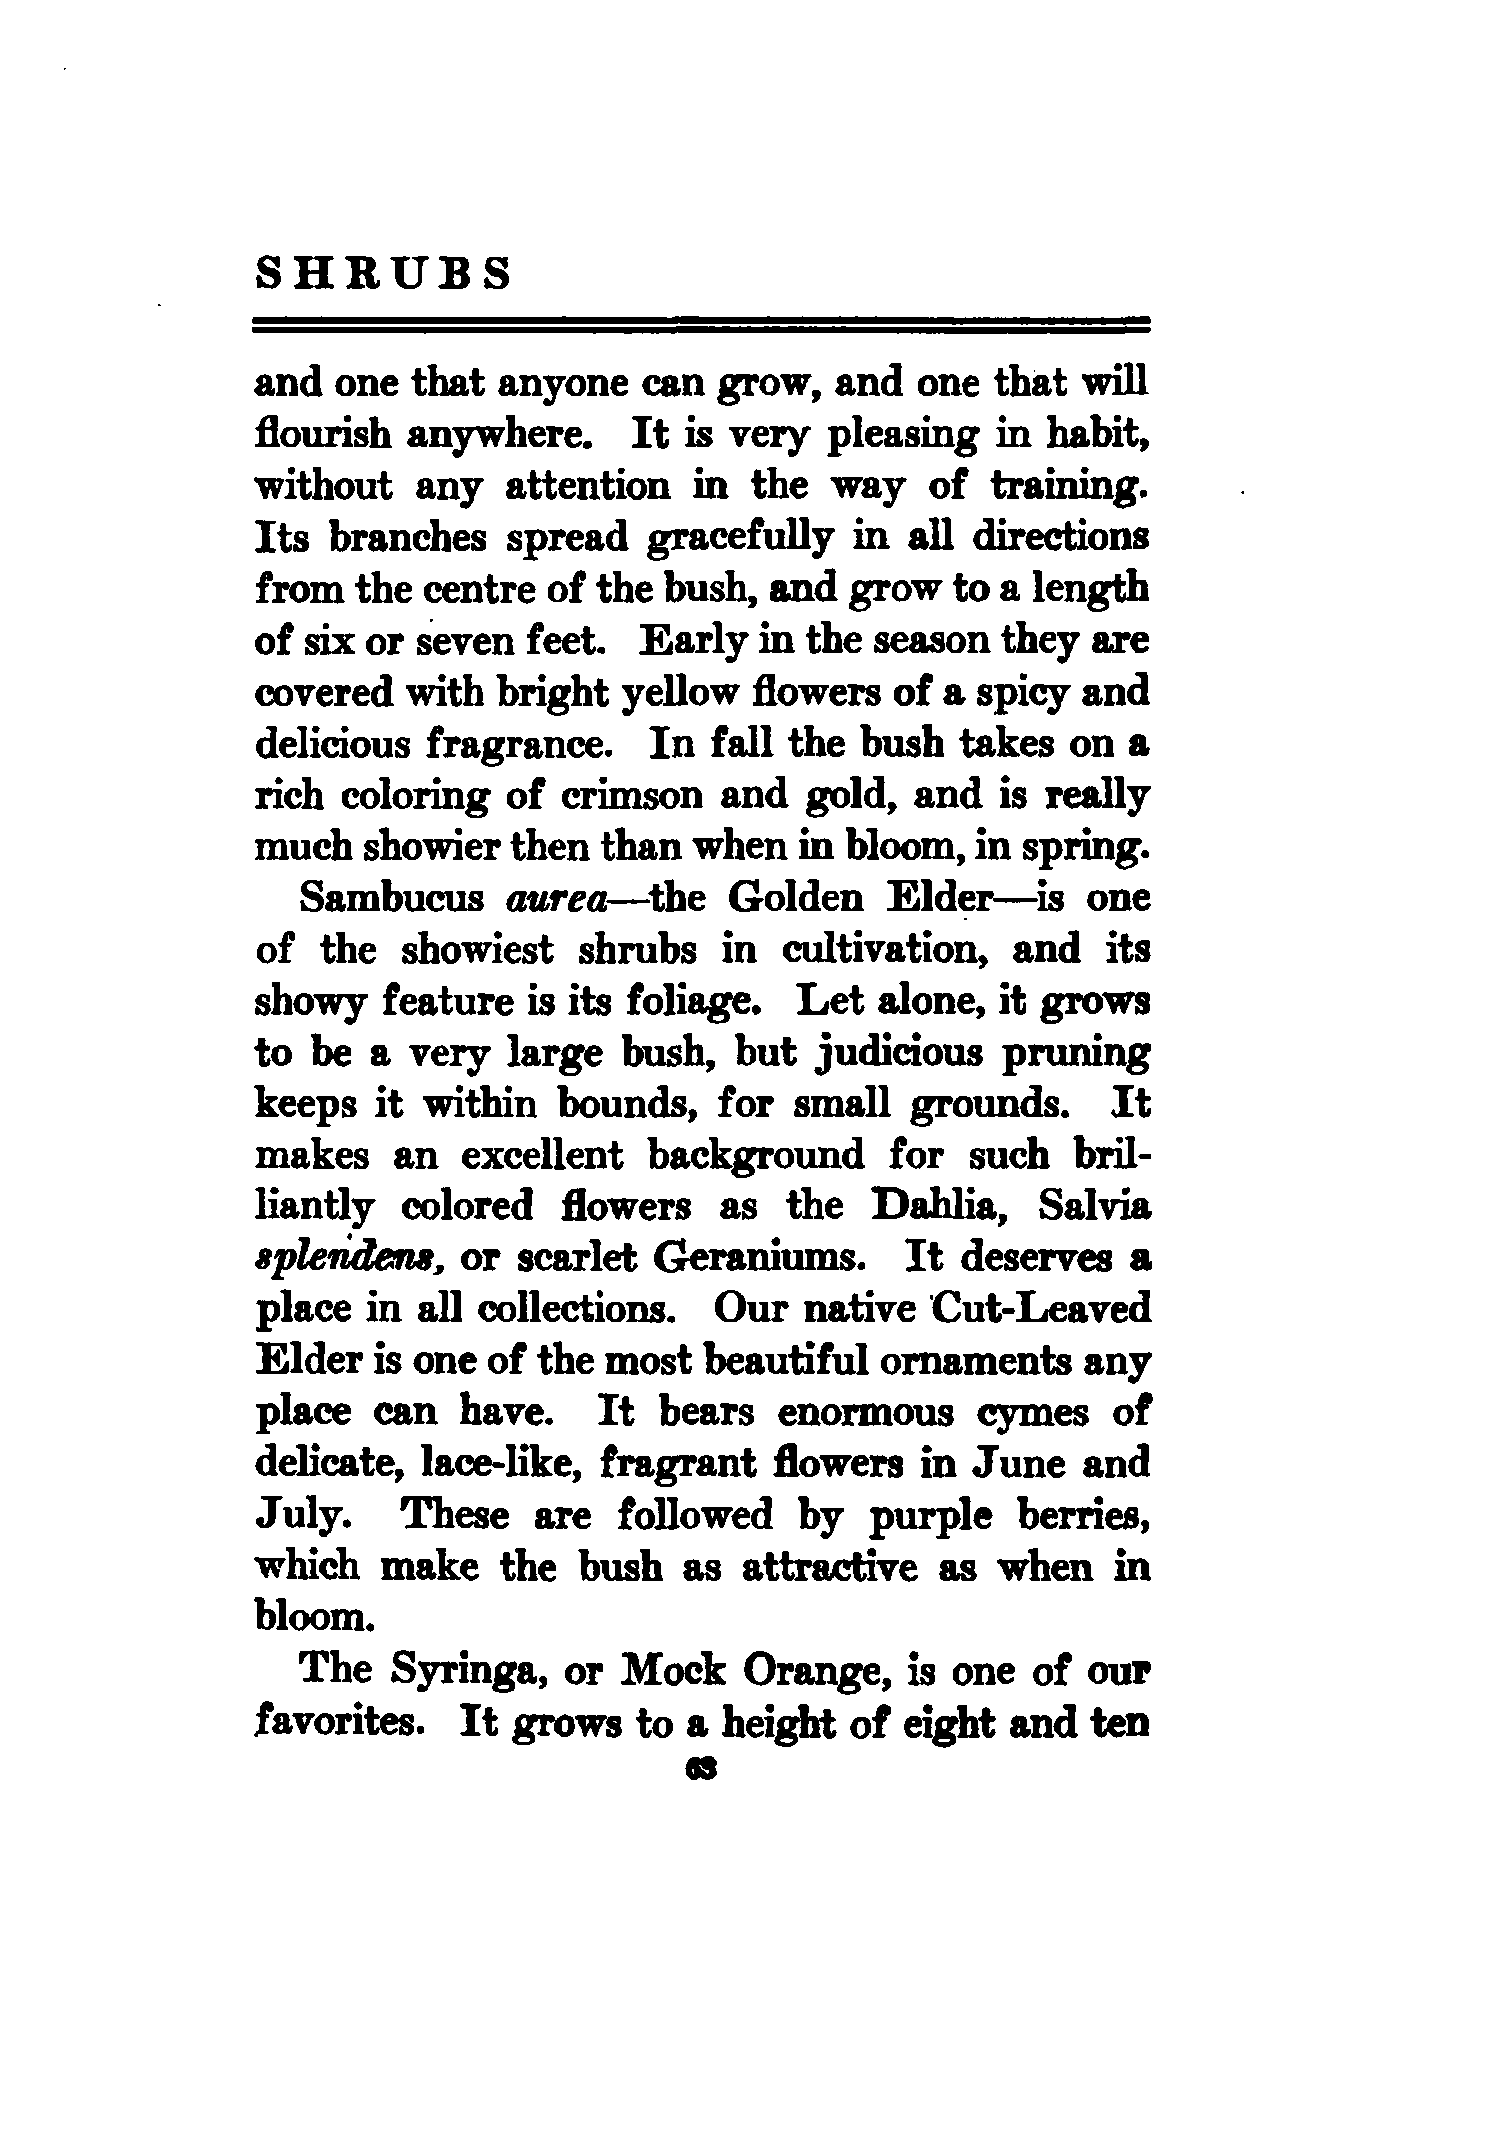 SHRUBS
and one that anyone can grow, and one that will
flourish anywhere. It is very pleasing in habit,
without any attention in the way of training.
Its branches spread gracefully in all directions
from the centre of the bush, and grow to a length
of six or seven feet. Early in the season they are
covered with bright yellow flowers of a spicy and
delicious fragrance. In fall the bush takes on a
rich coloring of crimson and gold, and is really
much showier then than when in bloom, in spring.
Sambucus aurea—the Golden Elder—is one
of the showiest shrubs in cultivation, and its
showy feature is its foliage. Let alone, it grows
to be a very large bush, but judicious pruning
keeps it within bounds, for small grounds. It
makes an excellent background for such bril-
liantly colored flowers as the Dahlia, Salvia
splendens, or scarlet Geraniums. It deserves a
place in all collections. Our native Cut-Leaved
Elder is one of the most beautiful ornaments any
place can have. It bears enormous cymes of
delicate, lace-like, fragrant flowers in June and
July. These are followed by purple berries,
which make the bush as attractive as when in
bloom.
The Syringa, or Mock Orange, is one of our
favorites. It grows to a height of eight and ten
63